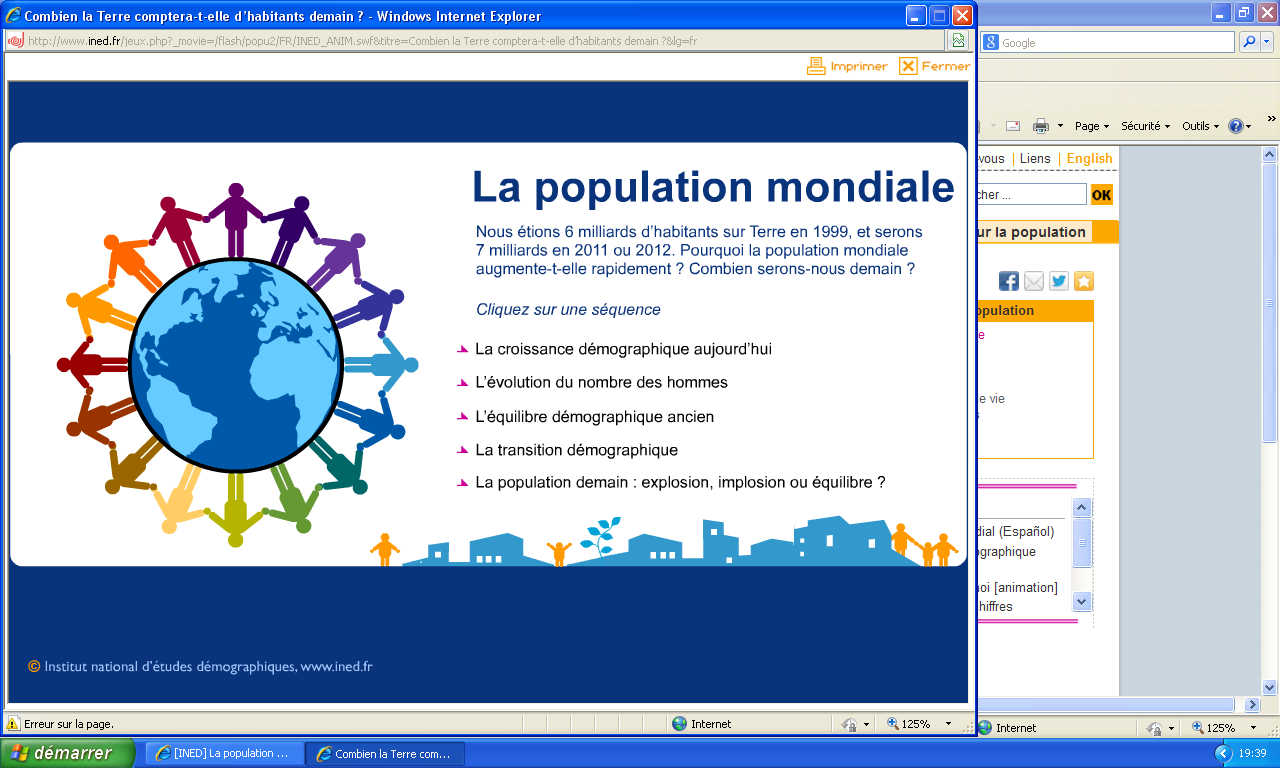 Combien la Terre comptera-t-elle d'habitants demain ? - Windows Internet Explorer
http://www.ined.fr/jeux.php?_movie=/flash/popu2/FR/INED_ANIM.swf&titre=Combien la Terre comptera-t-elle d'habitants demain ?&lg=fr
Imprimer Fermer
La population mondiale
Nous étions 6 milliards d'habitants sur Terre en 1999, et serons
7 milliards en 2011 ou 2012. Pourquoi la population mondiale
augmente-t-elle rapidement ? Combien serons-nous demain ?
Cliquez sur une séquence
La croissance démographique aujourd'hui
L'évolution du nombre des hommes
L'équilibre démographique ancien
La transition démographique
La population demain : explosion, implosion ou équilibre ?
© Institut national d'études démographiques, www.ined.fr
Erreur sur la page.
Internet
125%
Google
Page Sécurité Outils
-vous | Liens | English
cher ... OK
ur la population
opulation
e
e vie
s
dial (Español)
ographique
noi [animation]
chiffres
Internet
125%
démarrer
[INED] La population ...
Combien la Terre com...
19:39